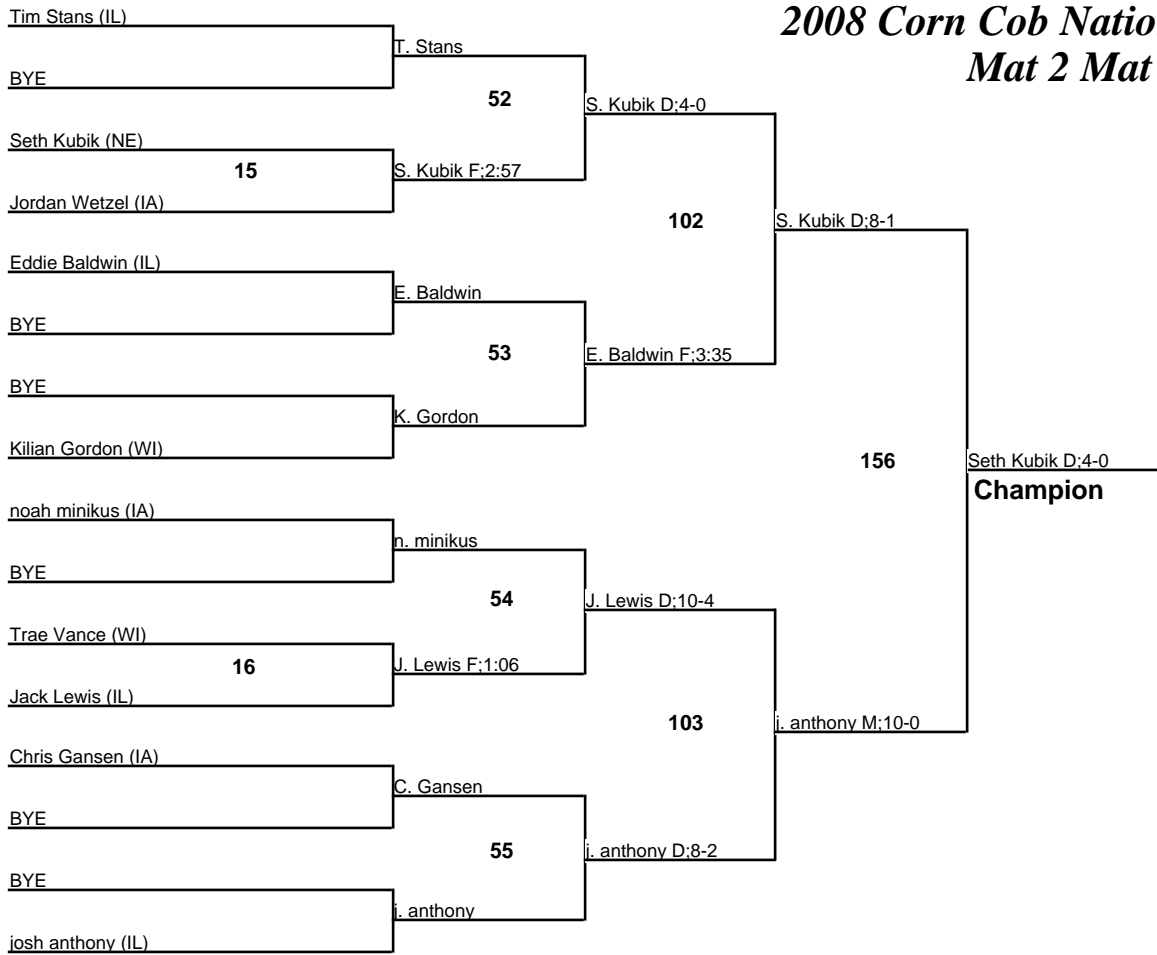 2008 Corn Cob Natio
Mat 2 Mat
Tim Stans (IL)
BYE
Seth Kubik (NE)
15
Jordan Wetzel (IA)
Eddie Baldwin (IL)
BYE
BYE
Kilian Gordon (WI)
noah minikus (IA)
BYE
Trae Vance (WI)
16
Jack Lewis (IL)
Chris Gansen (IA)
BYE
BYE
josh anthony (IL)
T. Stans
52
S. Kubik F;2:57
E. Baldwin
53
K. Gordon
n. minikus
54
J. Lewis F;1:06
C. Gansen
55
j. anthony
S. Kubik D;4-0
102
E. Baldwin F;3:35
J. Lewis D;10-4
103
j. anthony D;8-2
S. Kubik D;8-1
156
j. anthony M;10-0
Seth Kubik D;4-0
Champion